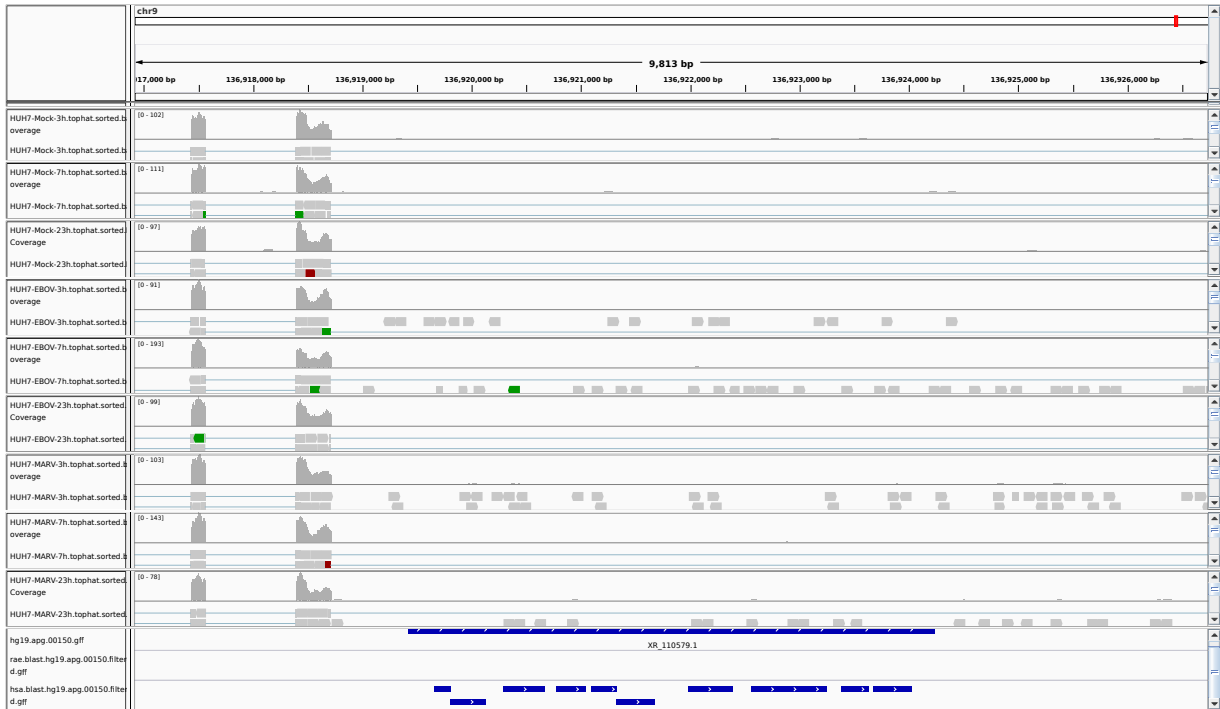 chr9
9,813 bp
17,000 bp 136,918,000 bp 136,919,000 bp 136,920,000 bp 136,921,000 bp 136,922,000 bp 136,923,000 bp 136,924,000 bp 136,925,000 bp 136,926,000 bp
HUH7-Mock-3h.tophat.sorted.b
overage
[0 - 102]
HUH7-Mock-3h.tophat.sorted.b
HUH7-Mock-7h.tophat.sorted.b
overage
[0 - 111]
HUH7-Mock-7h.tophat.sorted.b
HUH7-Mock-23h.tophat.sorted.
Coverage
[0 - 97]
HUH7-Mock-23h.tophat.sorted.
HUH7-EBOV-3h.tophat.sorted.b
overage
[0 - 91]
HUH7-EBOV-3h.tophat.sorted.b
HUH7-EBOV-7h.tophat.sorted.b
overage
[0 - 193]
HUH7-EBOV-7h.tophat.sorted.b
HUH7-EBOV-23h.tophat.sorted.
Coverage
[0 - 99]
HUH7-EBOV-23h.tophat.sorted.
HUH7-MARV-3h.tophat.sorted.b
overage
[0 - 103]
HUH7-MARV-3h.tophat.sorted.b
HUH7-MARV-7h.tophat.sorted.b
overage
[0 - 143]
HUH7-MARV-7h.tophat.sorted.b
HUH7-MARV-23h.tophat.sorted.
Coverage
[0 - 78]
HUH7-MARV-23h.tophat.sorted.
hg19.apg.00150.gff
XR_110579.1
rae.blast.hg19.apg.00150.filter
d.gff
hsa.blast.hg19.apg.00150.filter
d.gff